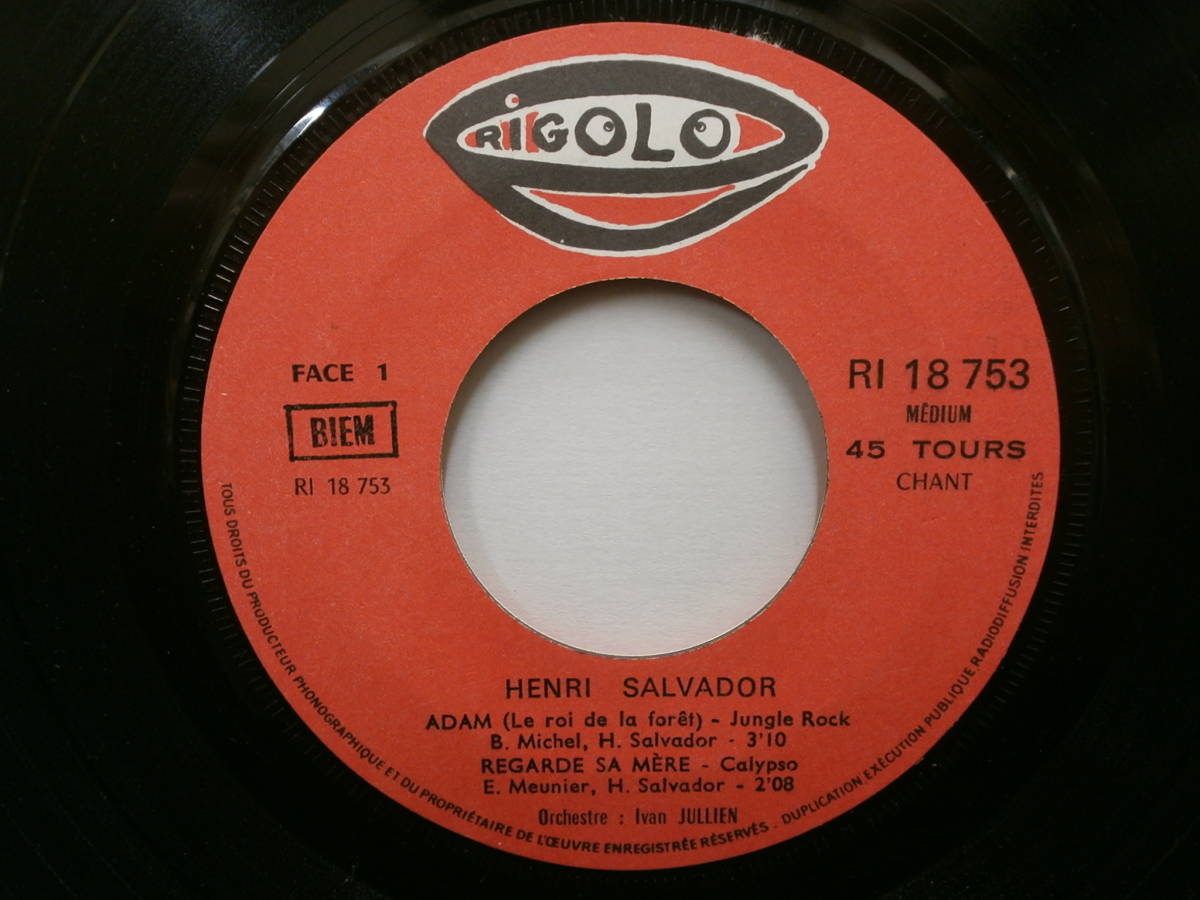 RIGOLO
FACE 1
BIEM
RI 18 753
RI 18 753
MÉDIUM
45 TOURS
CHANT
HENRI SALVADOR
ADAM (Le roi de la forêt) - Jungle Rock
B. Michel, H. Salvador - 3'10
REGARDE SA MÈRE - Calypso
E. Meunier, H. Salvador - 2'08
Orchestre : Ivan JULLIEN
TOUS DROITS DU PRODUCTEUR PHONOGRAPHIQUE ET DU PROPRIÉTAIRE DE L'ŒUVRE ENREGISTRÉE RÉSERVÉS . DUPLICATION EXÉCUTION PUBLIQUE RADIODIFFUSION INTERDITES